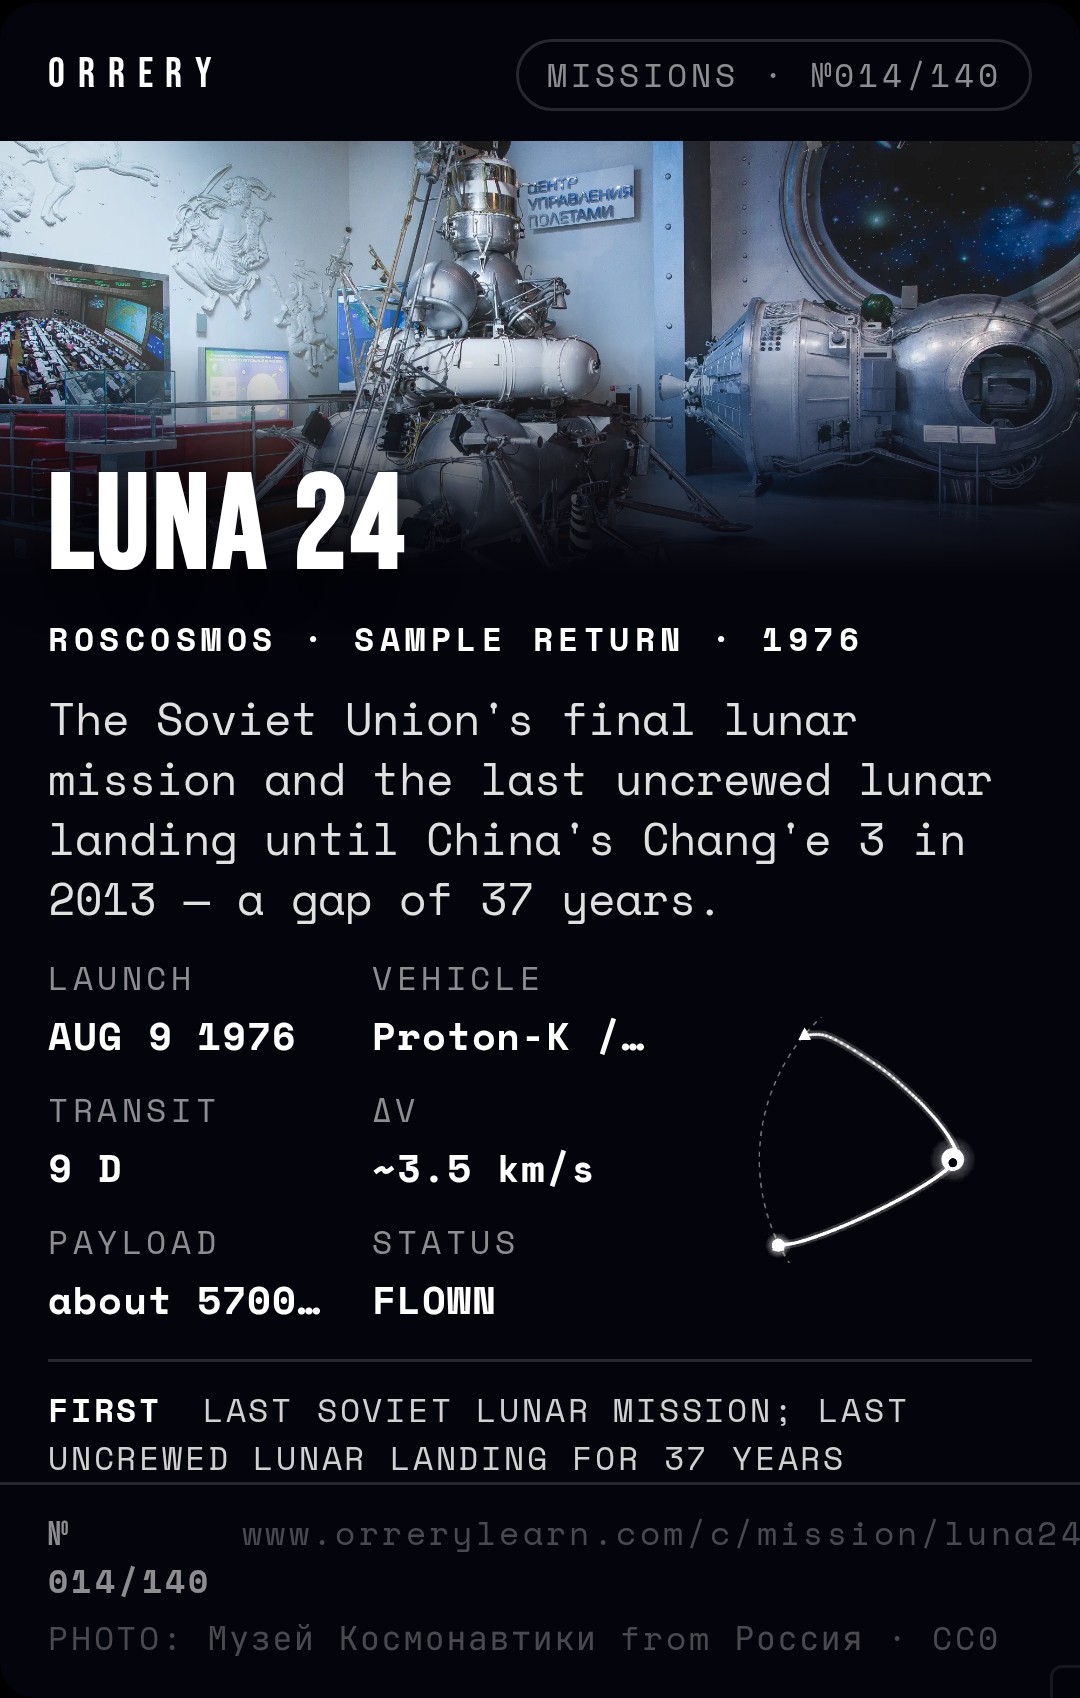 ORRERY
MISSIONS · №014/140
ЦЕНТР
УПРАВЛЕНИЯ
ПОЛЕТАМИ
LUNA 24
ROSCOSMOS · SAMPLE RETURN · 1976
The Soviet Union's final lunar
mission and the last uncrewed lunar
landing until China's Chang'e 3 in
2013 — a gap of 37 years.
LAUNCH VEHICLE
AUG 9 1976 Proton-K /…
TRANSIT ΔV
9 D ~3.5 km/s
PAYLOAD STATUS
about 5700… FLOWN
FIRST LAST SOVIET LUNAR MISSION; LAST
UNCREWED LUNAR LANDING FOR 37 YEARS
№ www.orrerylearn.com/c/mission/luna24
014/140
PHOTO: Музей Космонавтики from Россия · CC0